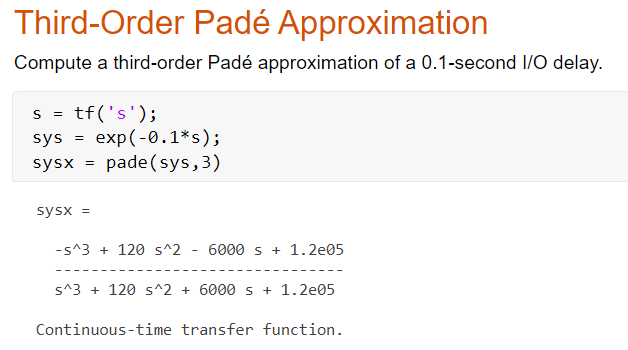 Third-Order Padé Approximation
Compute a third-order Padé approximation of a 0.1-second I/O delay.
s = tf('s');
sys = exp(-0.1*s);
sysx = pade(sys,3)
sysx =
-s^3 + 120 s^2 - 6000 s + 1.2e05
--------------------------------
s^3 + 120 s^2 + 6000 s + 1.2e05
Continuous-time transfer function.